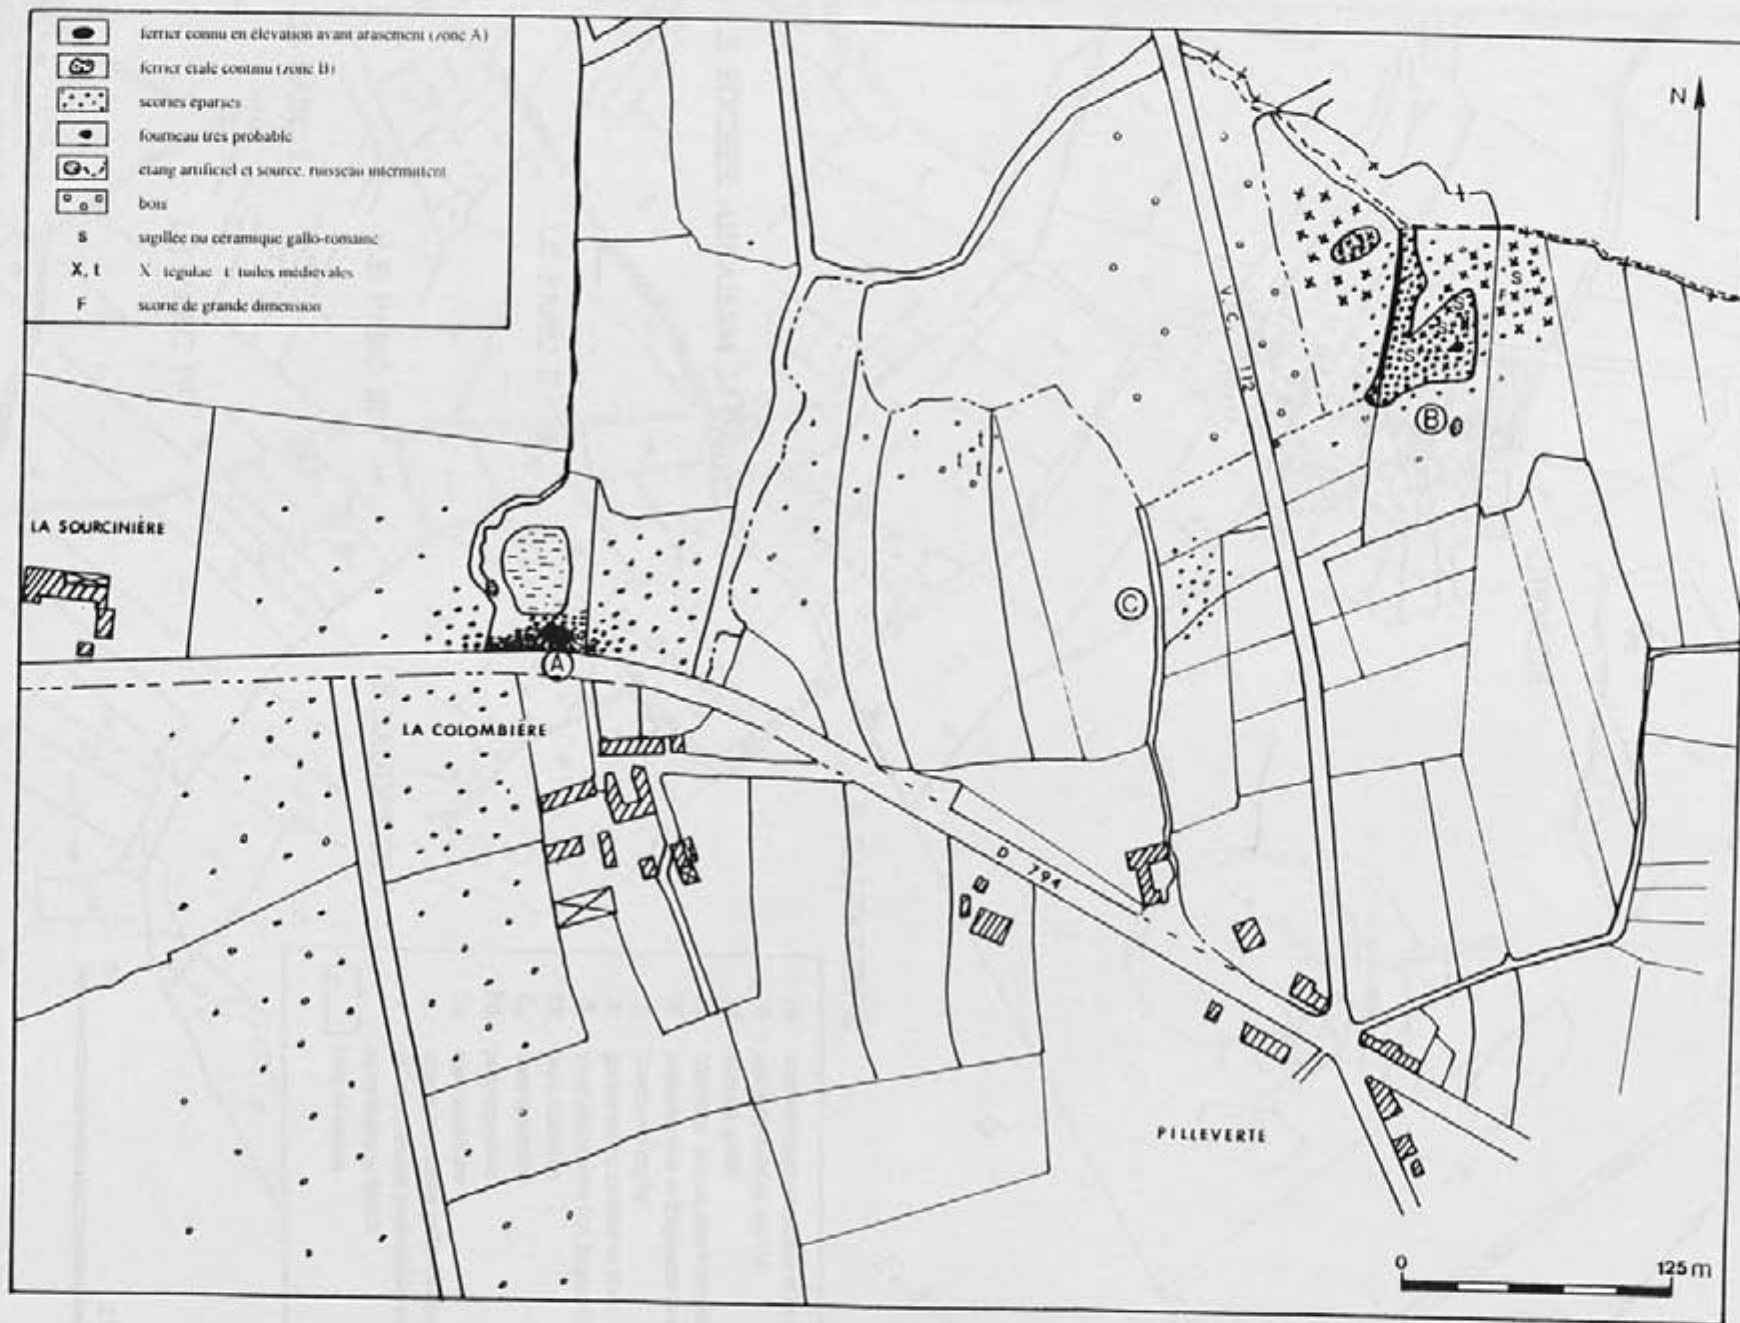 ferrier connu en élévation avant arasement (zone A)
ferrier étalé continu (zone B)
scories éparses
fourneau très probable
étang artificiel et source, ruisseau intermittent
bois
S sigillée ou céramique gallo-romaine
X, t X tégulae t tuiles médiévales
F scorie de grande dimension
N
V.C. 112
S
F
S
S
S
B
t
t
t
LA SOURCINIÈRE
C
A
LA COLOMBIÈRE
D 794
PILLEVERTE
0 125 m